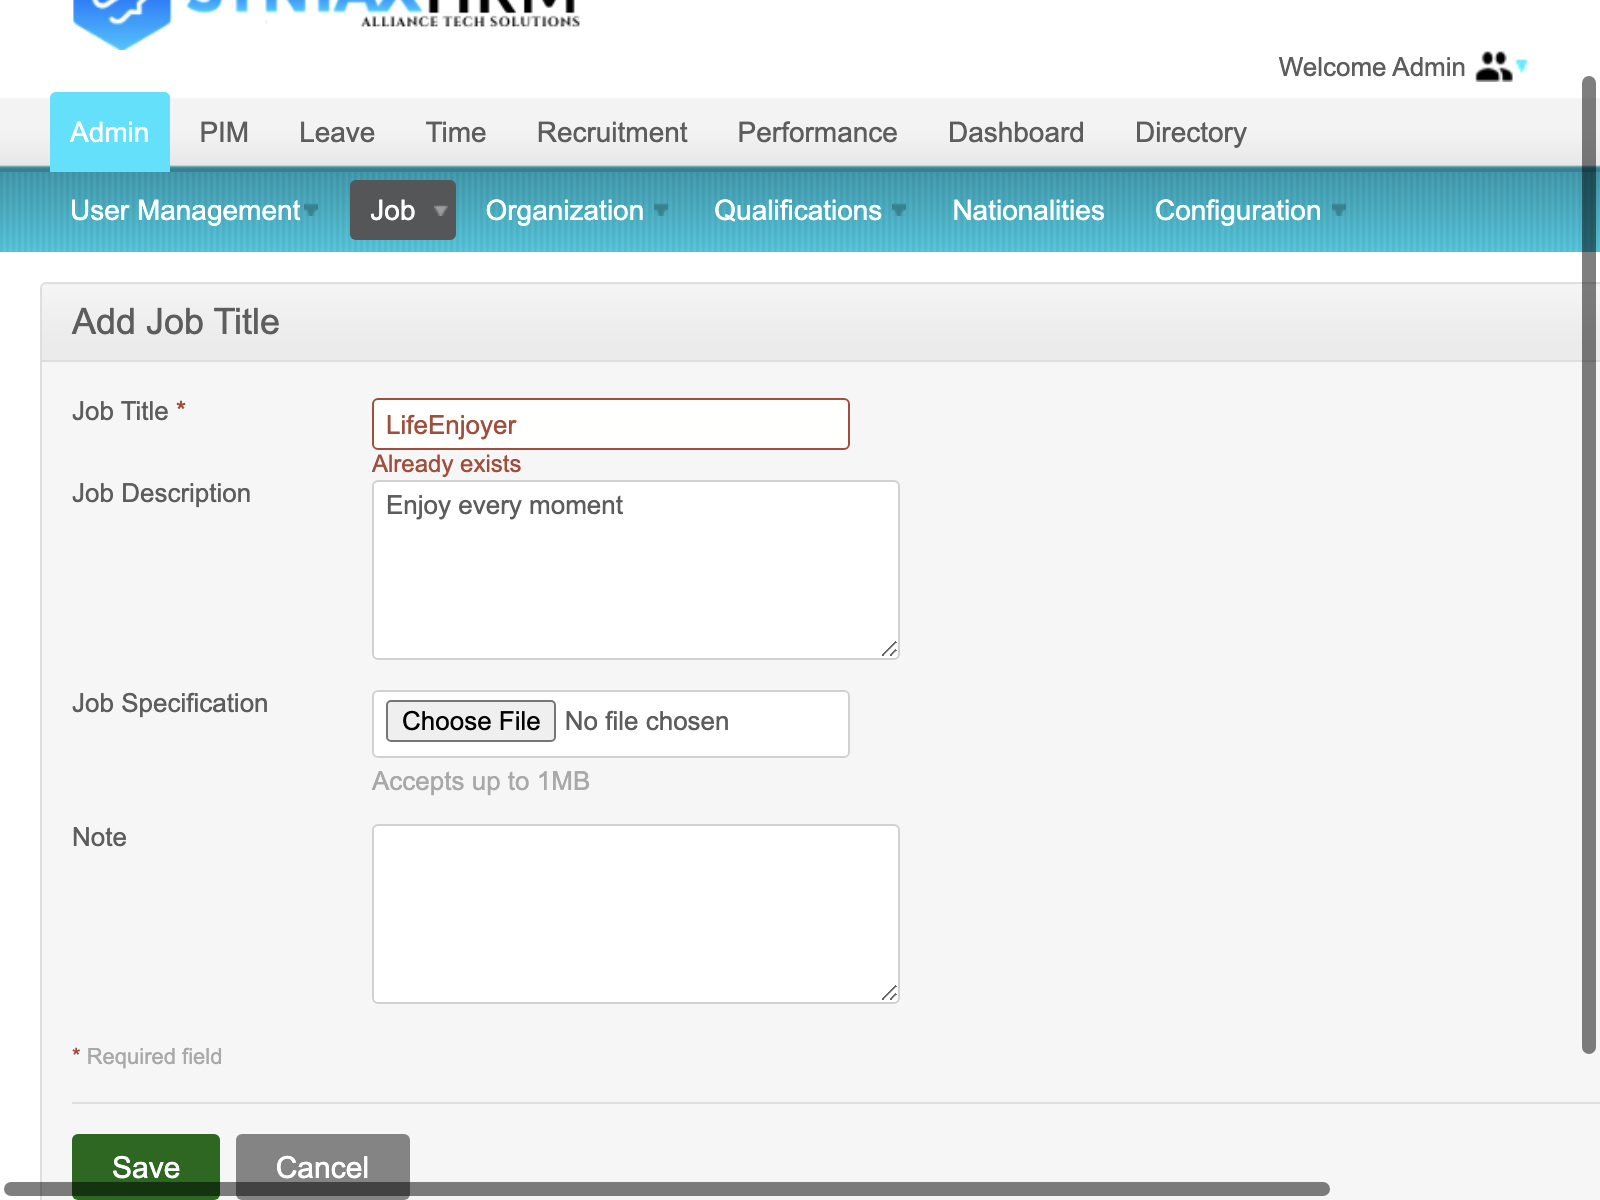 ALLIANCE TECH SOLUTIONS
Welcome Admin
Admin PIM Leave Time Recruitment Performance Dashboard Directory
User Management Job Organization Qualifications Nationalities Configuration
Add Job Title
Job Title * LifeEnjoyer
Already exists
Job Description Enjoy every moment
Job Specification Choose File No file chosen
Accepts up to 1MB
Note
* Required field
Save Cancel